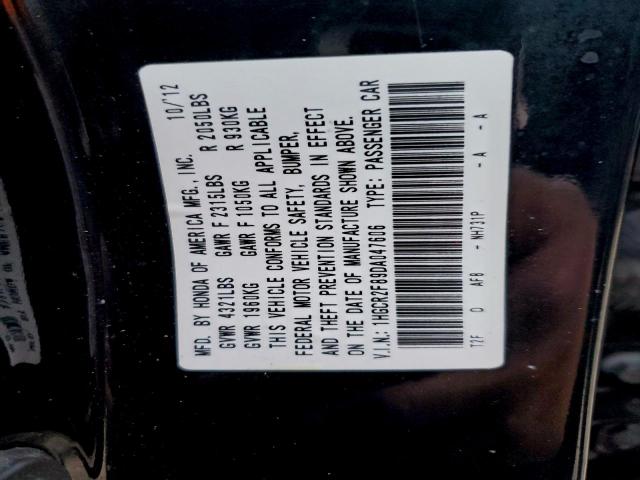 MFD. BY HONDA OF AMERICA MFG., INC. 10/'12
GVWR 4321LBS GAWR F 2315LBS R 2050LBS
GVWR 1960KG GAWR F 1050KG R 930KG
THIS VEHICLE CONFORMS TO ALL APPLICABLE
FEDERAL MOTOR VEHICLE SAFETY, BUMPER,
AND THEFT PREVENTION STANDARDS IN EFFECT
ON THE DATE OF MANUFACTURE SHOWN ABOVE.
V.I.N.: 1HGCR2F89DA047606 TYPE: PASSENGER CAR
T2F D AFB - NH731P - A - A